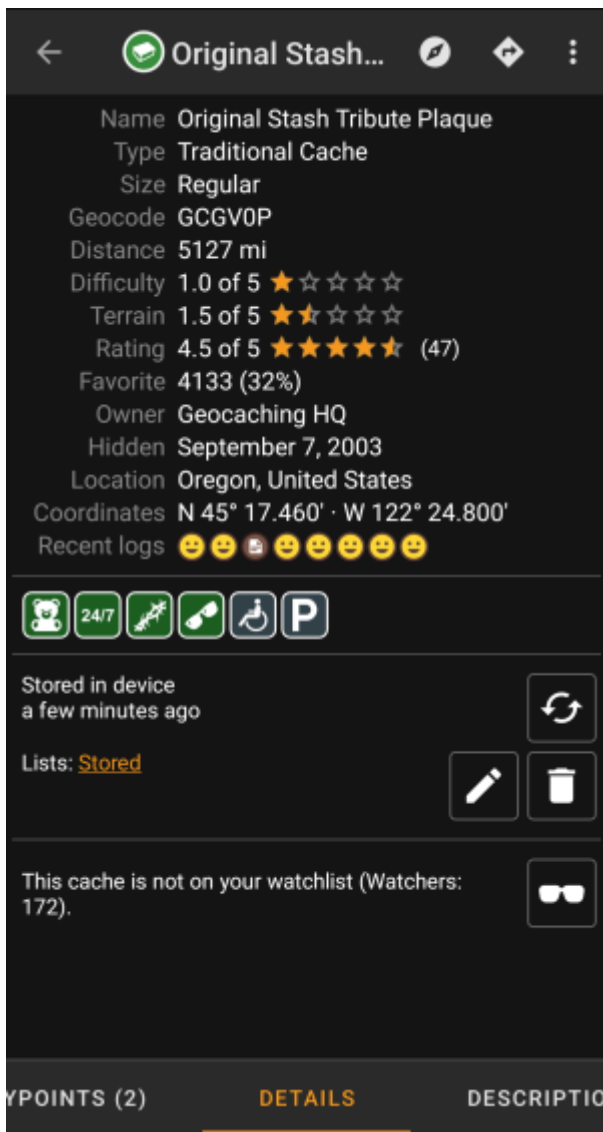 Original Stash...
Name Original Stash Tribute Plaque
Type Traditional Cache
Size Regular
Geocode GCGV0P
Distance 5127 mi
Difficulty 1.0 of 5
Terrain 1.5 of 5
Rating 4.5 of 5 (47)
Favorite 4133 (32%)
Owner Geocaching HQ
Hidden September 7, 2003
Location Oregon, United States
Coordinates N 45° 17.460' · W 122° 24.800'
Recent logs
24/7 P
Stored in device
a few minutes ago
Lists: Stored
This cache is not on your watchlist (Watchers:
172).
YPOINTS (2) DETAILS DESCRIPTIO